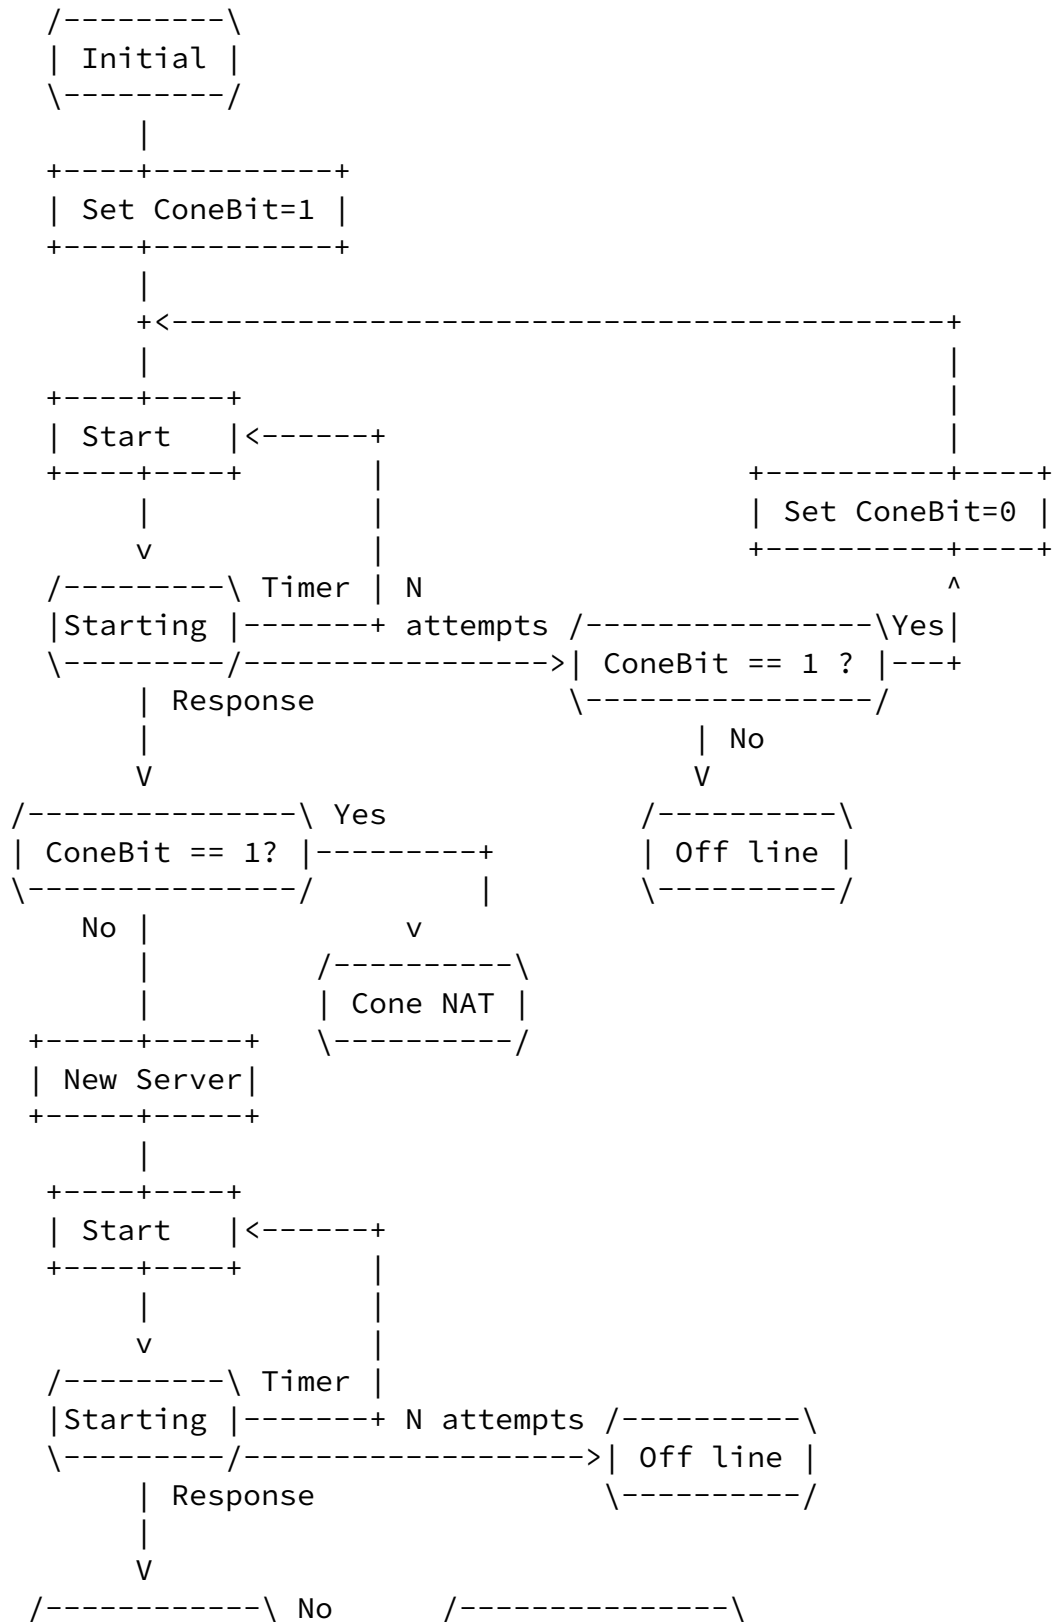 /---------\
| Initial |
\---------/
     |
+----+----------+
| Set ConeBit=1 |
+----+----------+
     |
     +<-------------------------------------------+
     |                                            |
+----+----+                                       |
| Start   |<------+                               |
+----+----+       |                    +----------+----+
     |            |                    | Set ConeBit=0 |
     v            |                    +----------+----+
/---------\ Timer | N                             ^
|Starting |-------+ attempts /----------------\Yes|
\---------/----------------->| ConeBit == 1 ? |---+
     | Response              \----------------/
     |                              | No
     V                              V
/---------------\ Yes             /----------\
| ConeBit == 1? |---------+       | Off line |
\---------------/         |       \----------/
    No |              v
       |         /----------\
       |         | Cone NAT |
 +-----+-----+   \----------/
 | New Server|
 +-----+-----+
       |
  +----+----+
  | Start   |<------+
  +----+----+       |
       |            |
       v            |
  /---------\ Timer |
  |Starting |-------+ N attempts /----------\
  \---------/------------------->| Off line |
       | Response                \----------/
       |
       V
 /------------\ No      /---------------\